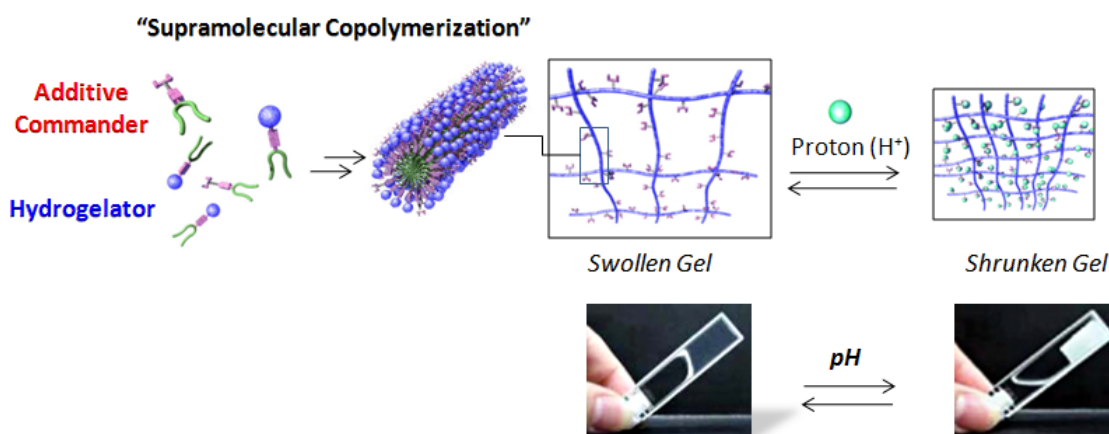 “Supramolecular Copolymerization”
Additive
Commander
Hydrogelator
Proton (H⁺)
Swollen Gel
Shrunken Gel
pH